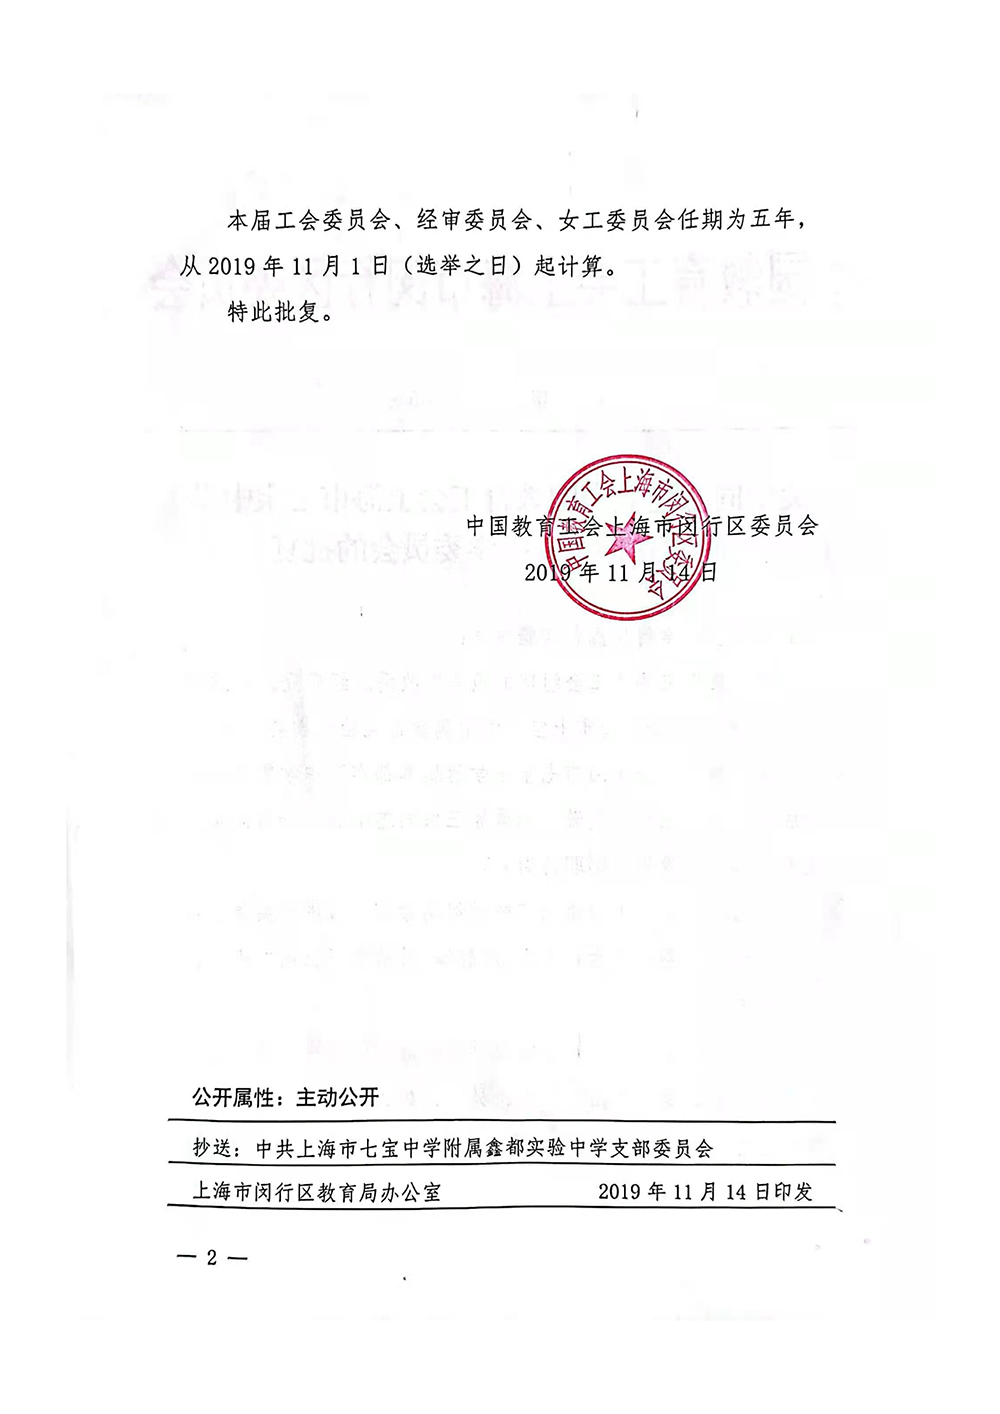 本届工会委员会、经审委员会、女工委员会任期为五年，
从 2019 年 11 月 1 日（选举之日）起计算。
特此批复。
中国教育工会上海市闵行区委员会
中国教育工会上海市闵行区委员会
2019 年 11 月 14 日
公开属性：主动公开
抄送：中共上海市七宝中学附属鑫都实验中学支部委员会
上海市闵行区教育局办公室 2019 年 11 月 14 日印发
— 2 —